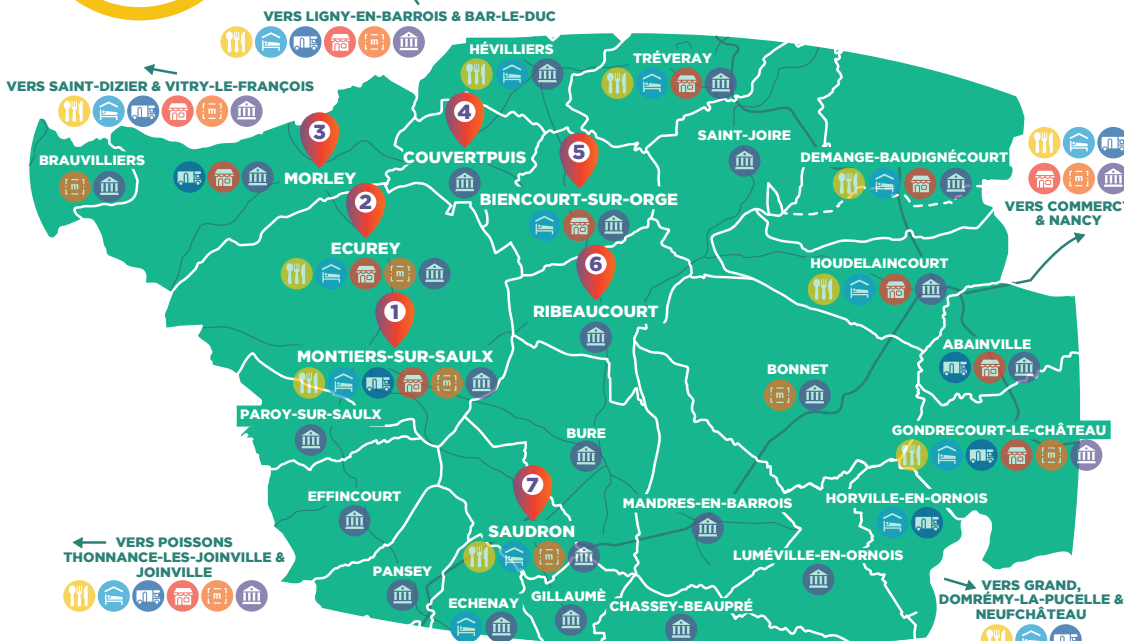 VERS LIGNY-EN-BARROIS & BAR-LE-DUC
HÉVILLIERS
TRÉVERAY
VERS SAINT-DIZIER & VITRY-LE-FRANÇOIS
4
3
SAINT-JOIRE
5
BRAUVILLIERS
COUVERTPUIS
DEMANGE-BAUDIGNÉCOURT
m
MORLEY
m
2
BIENCOURT-SUR-ORGE
VERS COMMERCY
& NANCY
ECUREY
6
HOUDELAINCOURT
m
1
RIBEAUCOURT
ABAINVILLE
MONTIERS-SUR-SAULX
BONNET
m
m
PAROY-SUR-SAULX
BURE
GONDRECOURT-LE-CHÂTEAU
m
7
EFFINCOURT
MANDRES-EN-BARROIS
HORVILLE-EN-ORNOIS
SAUDRON
VERS POISSONS
THONNANCE-LES-JOINVILLE &
JOINVILLE
m
LUMÉVILLE-EN-ORNOIS
PANSEY
m
GILLAUMÈ
ECHENAY
CHASSEY-BEAUPRÉ
VERS GRAND,
DOMRÉMY-LA-PUCELLE &
NEUFCHÂTEAU